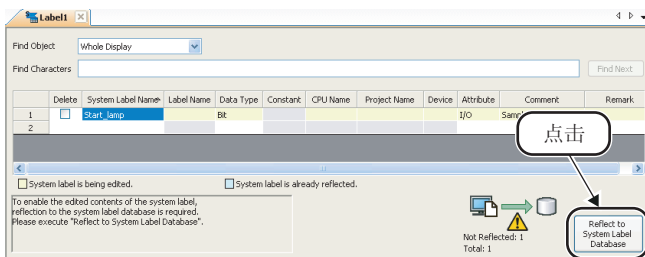 Label1
Find Object Whole Display
Find Characters Find Next
Delete System Label Name Label Name Data Type Constant CPU Name Project Name Device Attribute Comment Remark
1 Start_lamp Bit I/O
2
点击
System label is being edited. System label is already reflected.
To enable the edited contents of the system label,
reflection to the system label database is required.
Please execute "Reflect to System Label Database".
Not Reflected: 1
Total: 1
Reflect to
System Label
Database